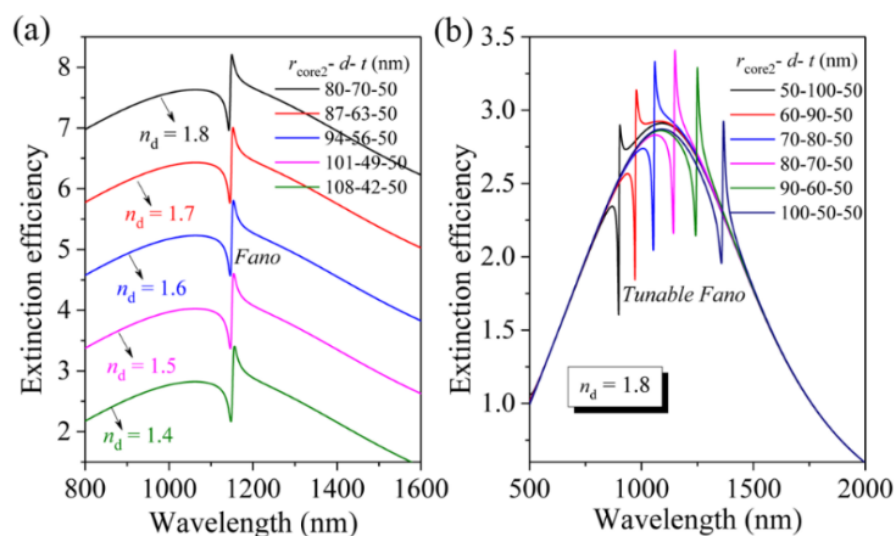 (a)
Extinction efficiency
8
7
6
5
4
3
2
r_core2- d- t (nm)
80-70-50
87-63-50
94-56-50
101-49-50
108-42-50
n_d = 1.8
n_d = 1.7
n_d = 1.6
Fano
n_d = 1.5
n_d = 1.4
800 1000 1200 1400 1600
Wavelength (nm)
(b)
Extinction efficiency
3.5
3.0
2.5
2.0
1.5
1.0
r_core2- d- t (nm)
50-100-50
60-90-50
70-80-50
80-70-50
90-60-50
100-50-50
Tunable Fano
n_d = 1.8
500 1000 1500 2000
Wavelength (nm)